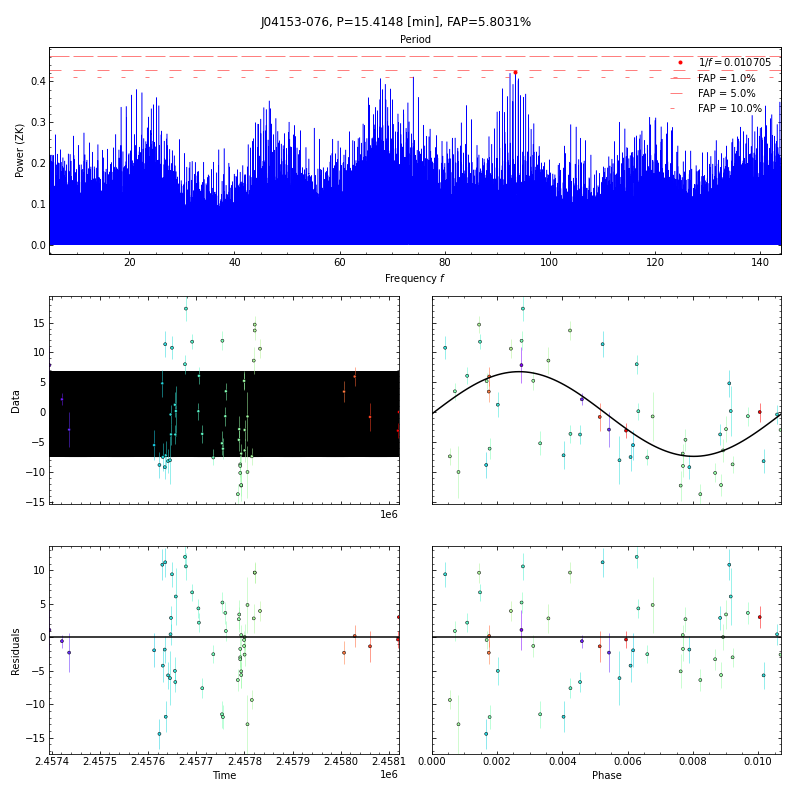 J04153-076, P=15.4148 [min], FAP=5.8031%
Period
Power (ZK)
0.4
0.3
0.2
0.1
0.0
1/f = 0.010705
FAP = 1.0%
FAP = 5.0%
FAP = 10.0%
20 40 60 80 100 120 140
Frequency f
Data
15
10
5
0
−5
−10
−15
1e6
Residuals
10
5
0
−5
−10
−15
2.4574 2.4575 2.4576 2.4577 2.4578 2.4579 2.4580 2.4581
1e6
Time
0.000 0.002 0.004 0.006 0.008 0.010
Phase